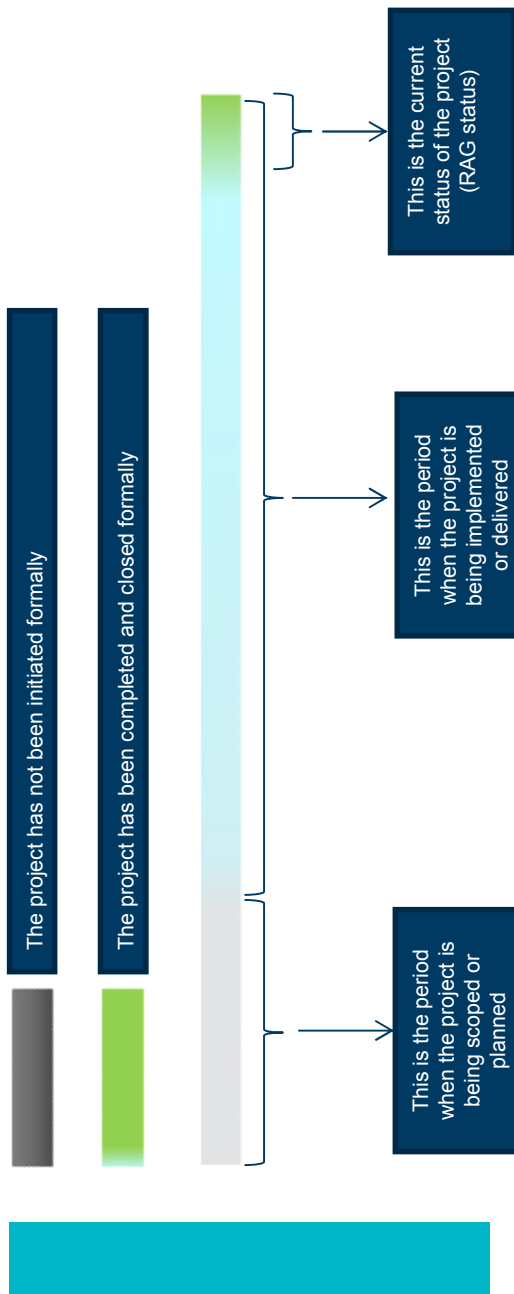 The project has not been initiated formally
The project has been completed and closed formally
This is the period
when the project is
being scoped or
planned
This is the period
when the project is
being implemented
or delivered
This is the current
status of the project
(RAG status)